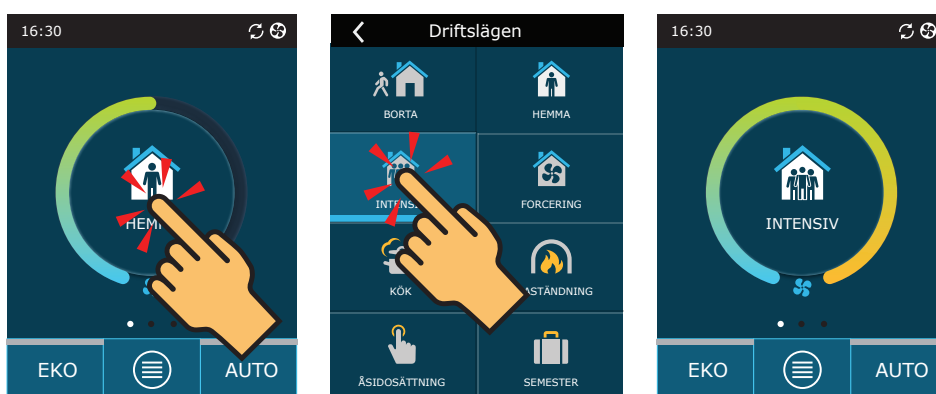 16:30
EKO
AUTO
Driftslägen
BORTA
HEMMA
FORCERING
KÖK
ÅSIDOSÄTTNING
SEMESTER
16:30
INTENSIV
EKO
AUTO